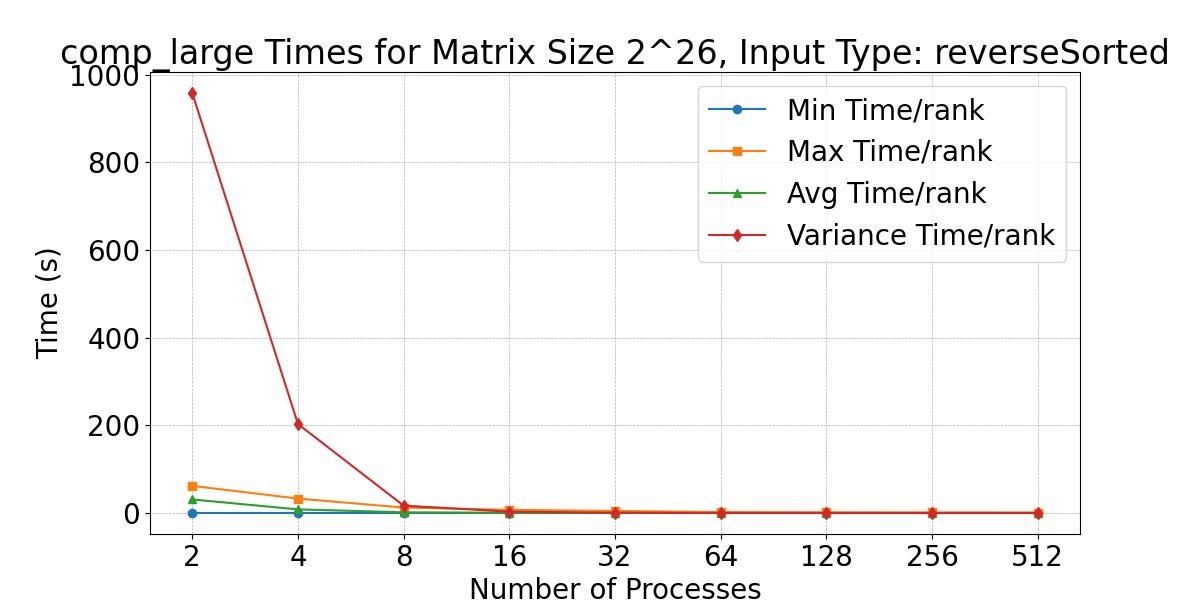 comp_large Times for Matrix Size 2^26, Input Type: reverseSorted
1000
800
600
400
200
0
Time (s)
Min Time/rank
Max Time/rank
Avg Time/rank
Variance Time/rank
2 4 8 16 32 64 128 256 512
Number of Processes